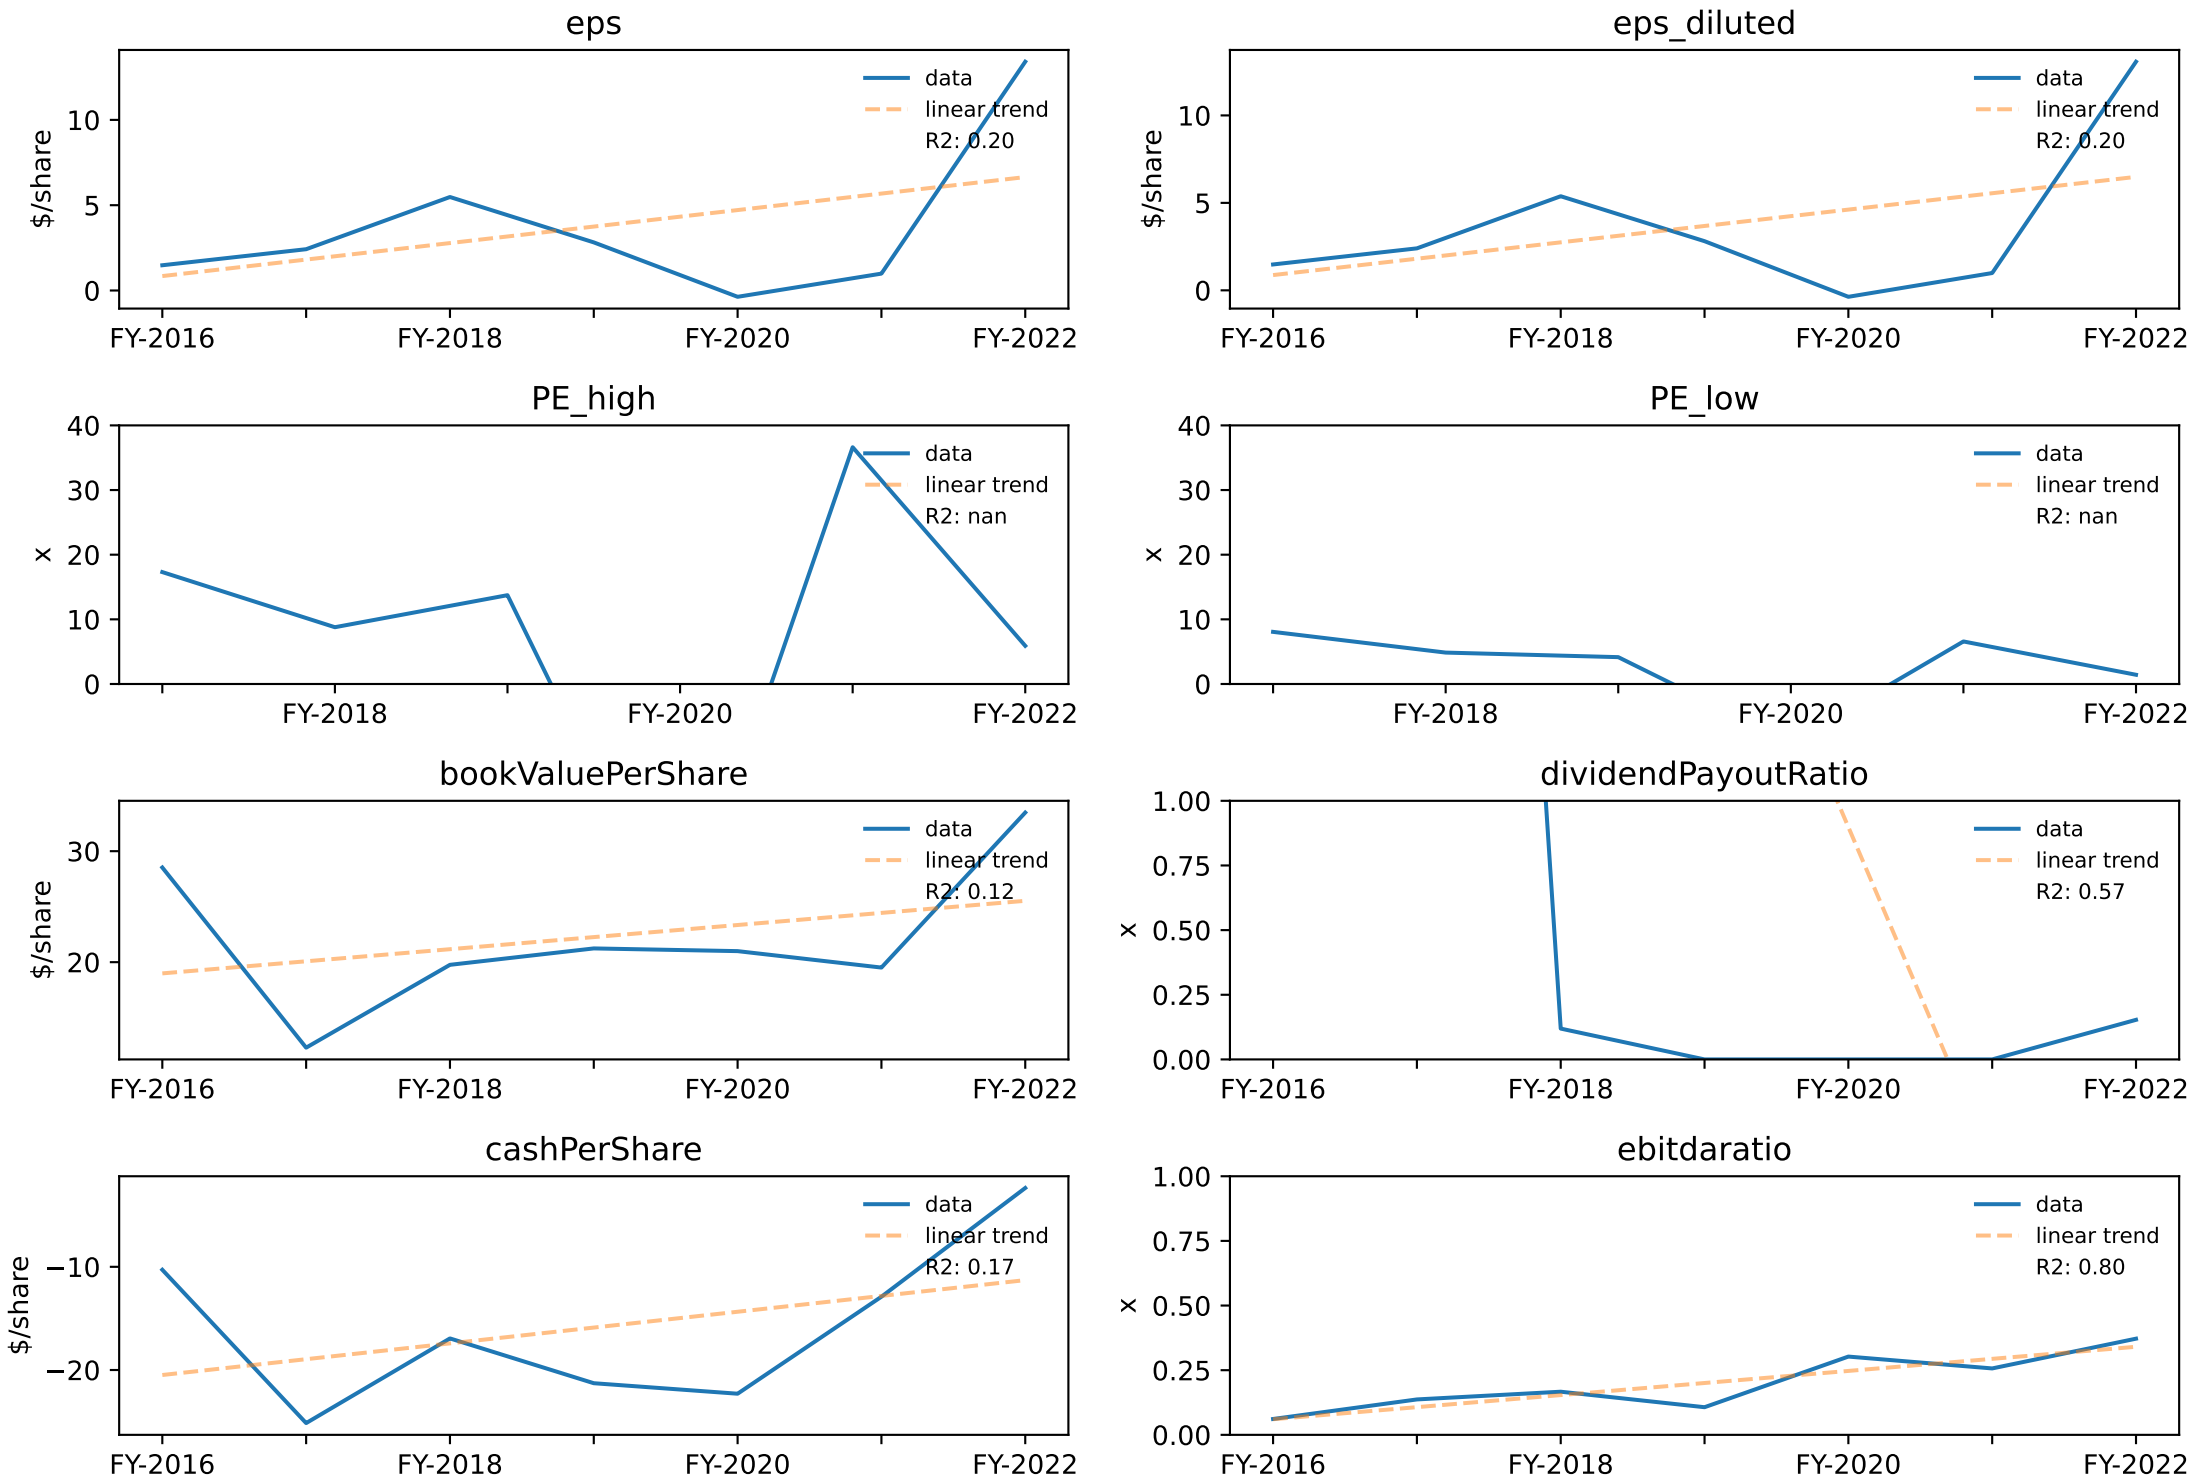 eps
$/share
10
5
0
data
linear trend
R2: 0.20
FY-2016
FY-2018
FY-2020
FY-2022
eps_diluted
$/share
10
5
0
data
linear trend
R2: 0.20
FY-2016
FY-2018
FY-2020
FY-2022
PE_high
x
40
30
20
10
0
data
linear trend
R2: nan
FY-2018
FY-2020
FY-2022
PE_low
x
40
30
20
10
0
data
linear trend
R2: nan
FY-2018
FY-2020
FY-2022
bookValuePerShare
$/share
30
20
data
linear trend
R2: 0.12
FY-2016
FY-2018
FY-2020
FY-2022
dividendPayoutRatio
x
1.00
0.75
0.50
0.25
0.00
data
linear trend
R2: 0.57
FY-2016
FY-2018
FY-2020
FY-2022
cashPerShare
$/share
−10
−20
data
linear trend
R2: 0.17
FY-2016
FY-2018
FY-2020
FY-2022
ebitdaratio
x
1.00
0.75
0.50
0.25
0.00
data
linear trend
R2: 0.80
FY-2016
FY-2018
FY-2020
FY-2022